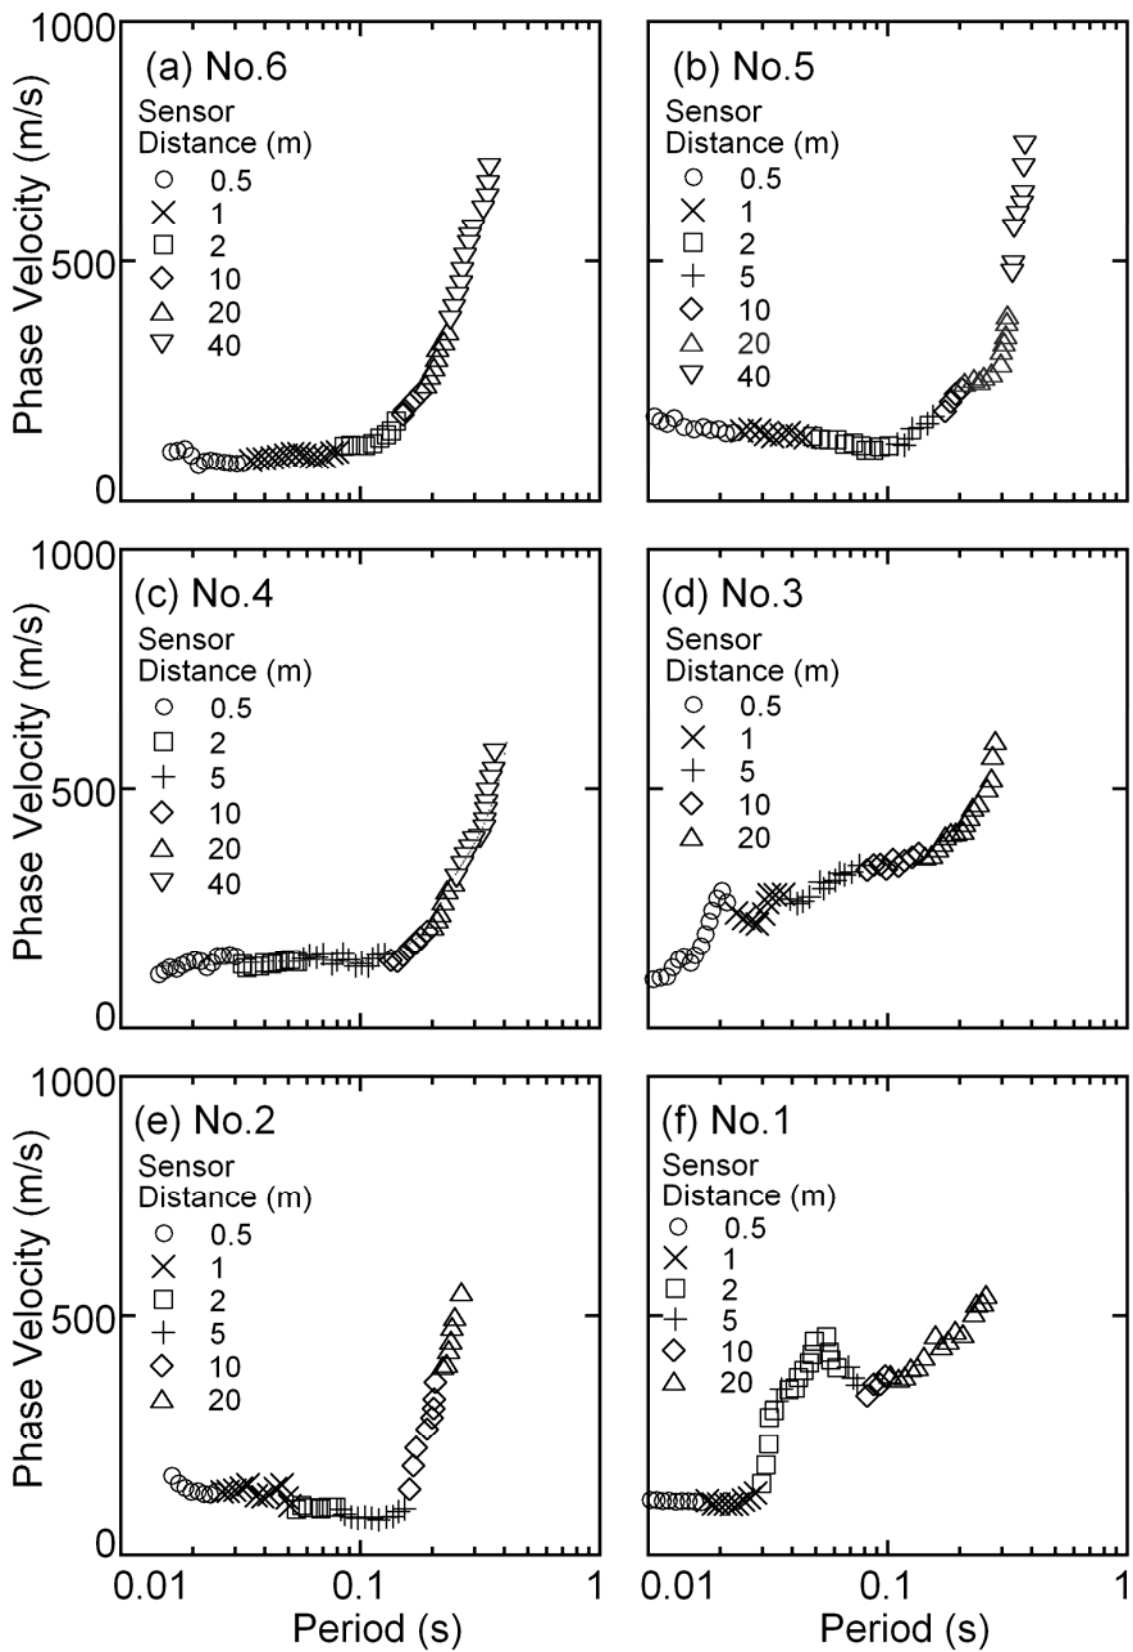 1000
(a) No.6
Sensor
Distance (m)
0.5
1
2
10
20
40
500
0
Phase Velocity (m/s)
(b) No.5
Sensor
Distance (m)
0.5
1
2
5
10
20
40
1000
(c) No.4
Sensor
Distance (m)
0.5
2
5
10
20
40
500
0
Phase Velocity (m/s)
(d) No.3
Sensor
Distance (m)
0.5
1
5
10
20
1000
(e) No.2
Sensor
Distance (m)
0.5
1
2
5
10
20
500
0
Phase Velocity (m/s)
0.01 0.1 1
Period (s)
(f) No.1
Sensor
Distance (m)
0.5
1
2
5
10
20
0.01 0.1 1
Period (s)